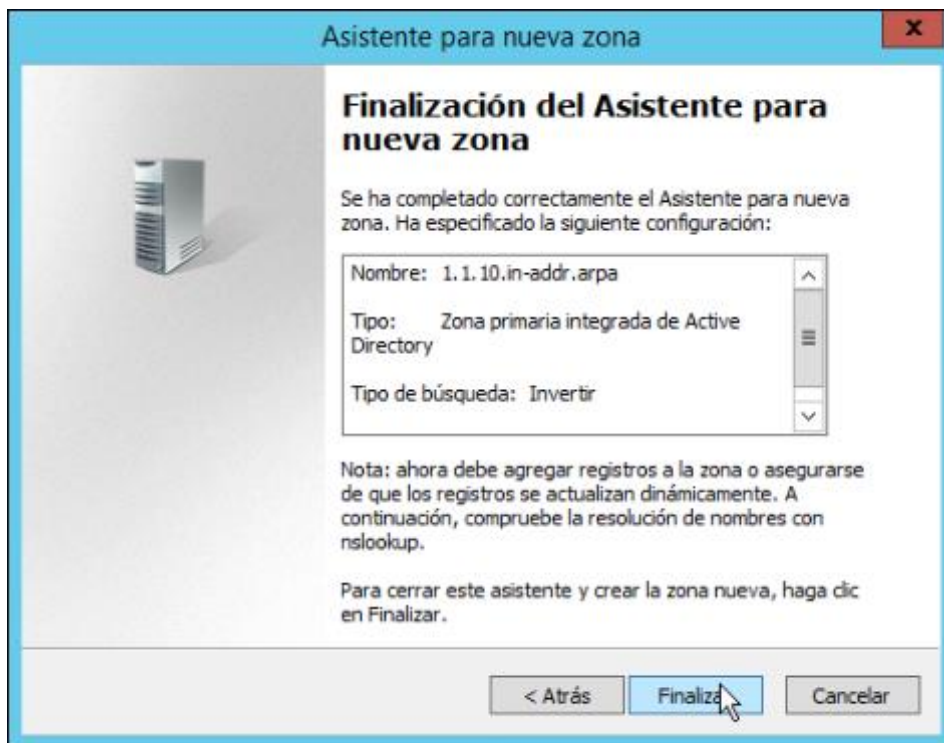 Asistente para nueva zona
x
Finalización del Asistente para
nueva zona
Se ha completado correctamente el Asistente para nueva
zona. Ha especificado la siguiente configuración:
Nombre: 1.1.10.in-addr.arpa
Tipo: Zona primaria integrada de Active
Directory
Tipo de búsqueda: Invertir
Nota: ahora debe agregar registros a la zona o asegurarse
de que los registros se actualizan dinámicamente. A
continuación, compruebe la resolución de nombres con
nslookup.
Para cerrar este asistente y crear la zona nueva, haga clic
en Finalizar.
< Atrás
Finalizar
Cancelar